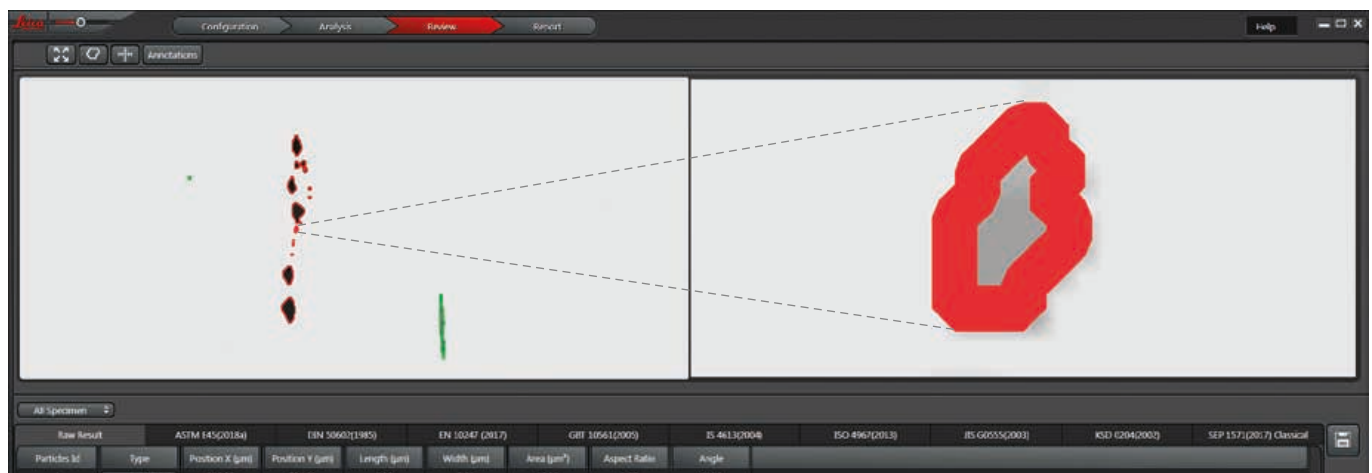 Leica
Configuration Analysis Review Report Help
Annotations
All Specimen
Raw Result ASTM E45(2018a) DIN 50602(1985) EN 10247 (2017) GBT 10561(2005) IS 4613(2004) ISO 4967(2013) JIS G0555(2003) KSD 0204(2002) SEP 1571(2017) Classical
Particles Id Type Position X (µm) Position Y (µm) Length (µm) Width (µm) Area (µm²) Aspect Ratio Angle